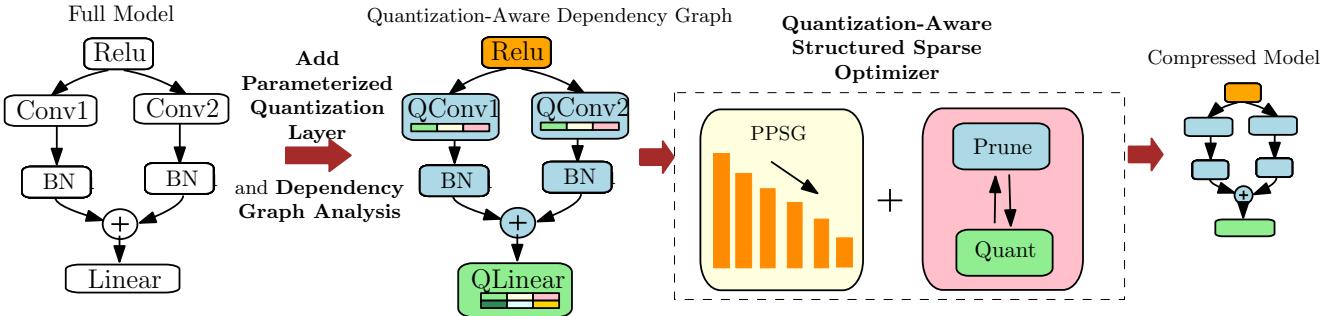 Full Model
Relu
Conv1
Conv2
BN
BN
+
Linear
Add
Parameterized
Quantization
Layer
and Dependency
Graph Analysis
Quantization-Aware Dependency Graph
Relu
QConv1
QConv2
BN
BN
+
QLinear
Quantization-Aware
Structured Sparse
Optimizer
PPSG
+
Prune
Quant
Compressed Model
+